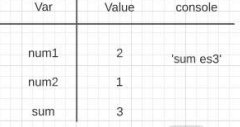 Var Value console
num1 2 'sum es3'
num2 1
sum 3